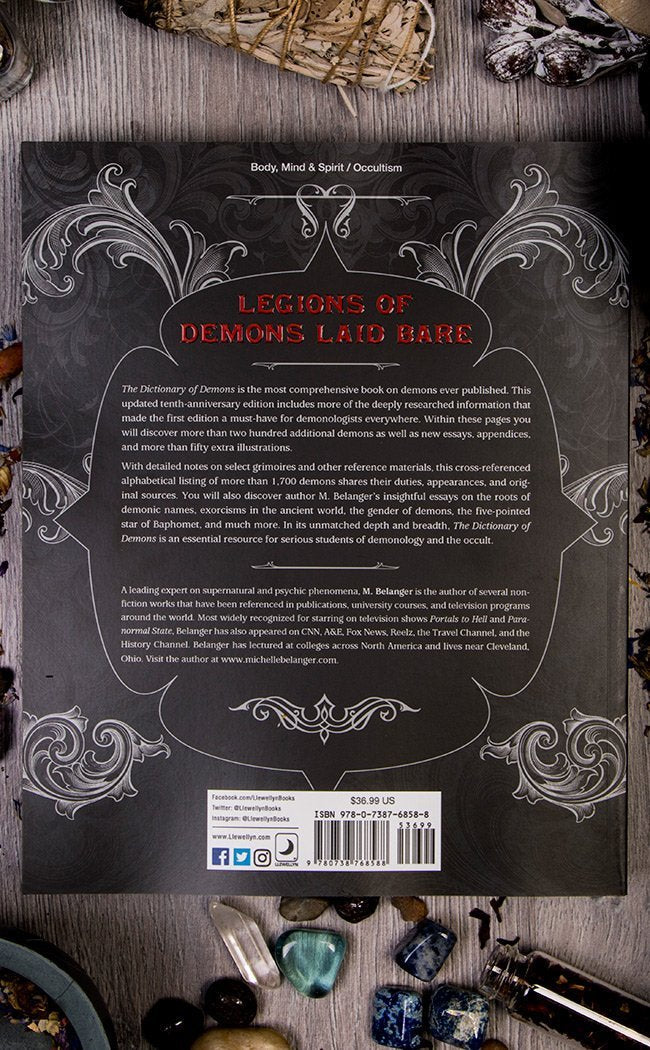 Body, Mind & Spirit / Occultism
LEGIONS OF
DEMONS LAID BARE
The Dictionary of Demons is the most comprehensive book on demons ever published. This
updated tenth-anniversary edition includes more of the deeply researched information that
made the first edition a must-have for demonologists everywhere. Within these pages you
will discover more than two hundred additional demons as well as new essays, appendices,
and more than fifty extra illustrations.
With detailed notes on select grimoires and other reference materials, this cross-referenced
alphabetical listing of more than 1,700 demons shares their duties, appearances, and orig-
inal sources. You will also discover author M. Belanger's insightful essays on the roots of
demonic names, exorcisms in the ancient world, the gender of demons, the five-pointed
star of Baphomet, and much more. In its unmatched depth and breadth, The Dictionary of
Demons is an essential resource for serious students of demonology and the occult.
A leading expert on supernatural and psychic phenomena, M. Belanger is the author of several non-
fiction works that have been referenced in publications, university courses, and television programs
around the world. Most widely recognized for starring on television shows Portals to Hell and Para-
normal State, Belanger has also appeared on CNN, A&E, Fox News, Reelz, the Travel Channel, and the
History Channel. Belanger has lectured at colleges across North America and lives near Cleveland,
Ohio. Visit the author at www.michellebelanger.com.
Facebook.com/LlewellynBooks
Twitter: @LlewellynBooks
Instagram: @LlewellynBooks
www.Llewellyn.com
LLEWELLYN
$36.99 US
ISBN 978-0-7387-6858-8
53699
9 780738 768588